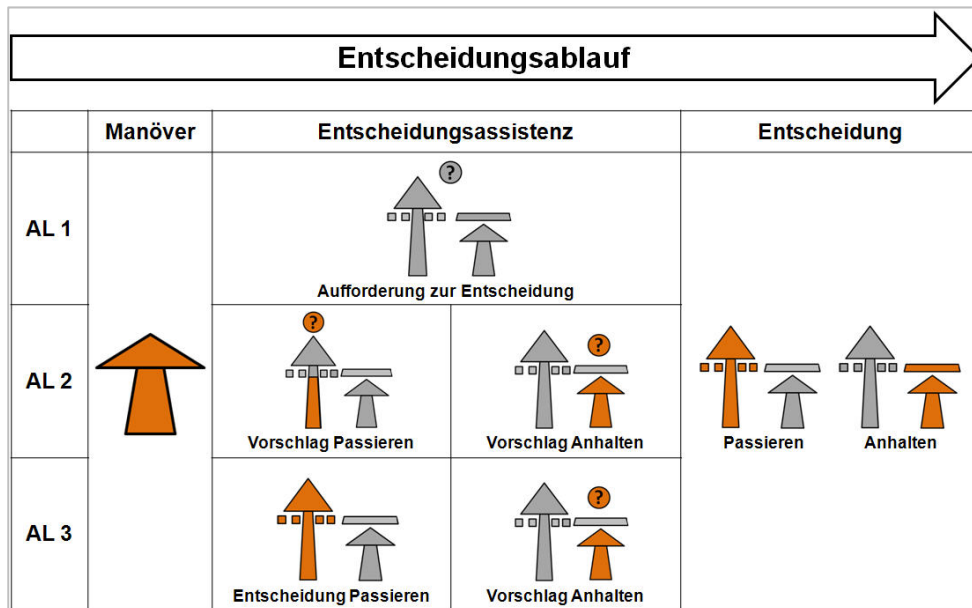 Entscheidungsablauf
Manöver
Entscheidungsassistenz
Entscheidung
AL 1
?
Aufforderung zur Entscheidung
AL 2
?
Vorschlag Passieren
?
Vorschlag Anhalten
Passieren
Anhalten
AL 3
Entscheidung Passieren
?
Vorschlag Anhalten